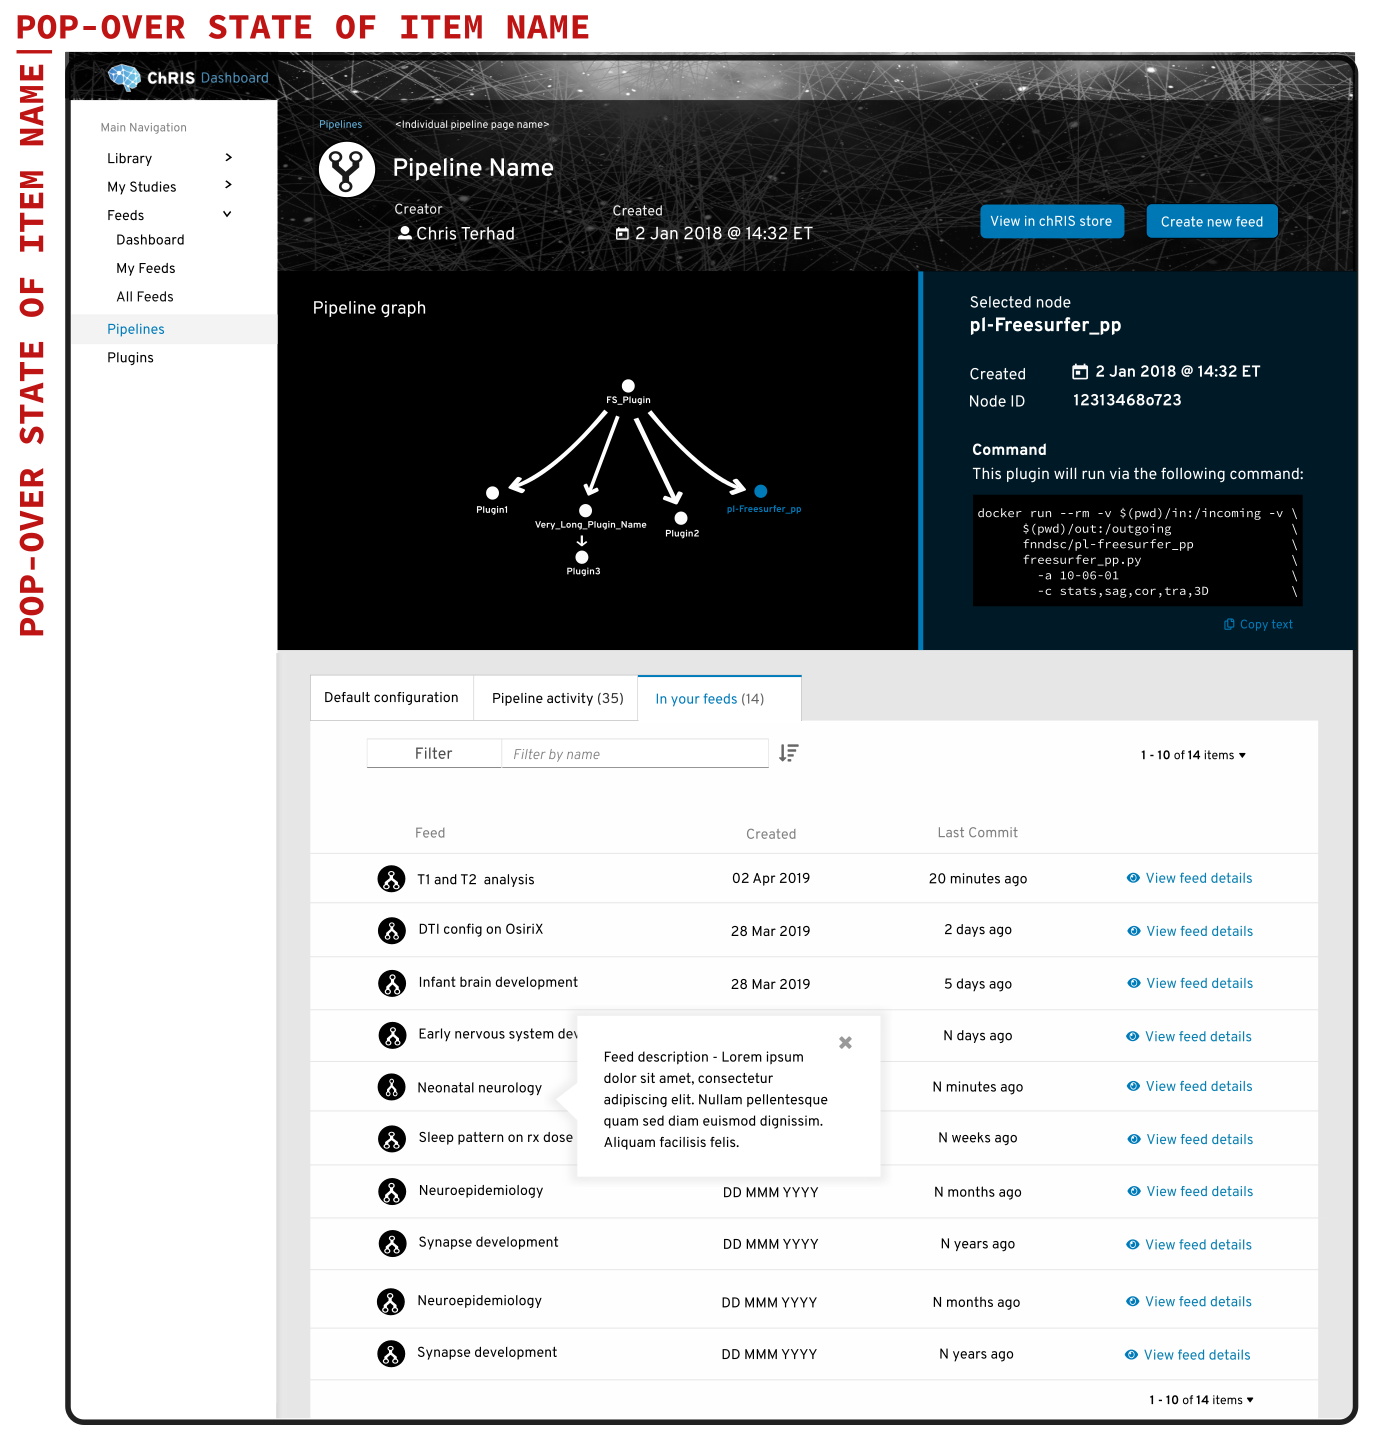 POP-OVER STATE OF ITEM NAME
POP-OVER STATE OF ITEM NAME|
ChRIS Dashboard
Main Navigation
Library
My Studies
Feeds
Dashboard
My Feeds
All Feeds
Pipelines
Plugins
Pipelines <Individual pipeline page name>
Pipeline Name
Creator Created
Chris Terhad 2 Jan 2018 @ 14:32 ET
View in chRIS store Create new feed
Pipeline graph
FS_Plugin
Plugin1
Very_Long_Plugin_Name
Plugin2
pl-Freesurfer_pp
Plugin3
Selected node
pl-Freesurfer_pp
Created 2 Jan 2018 @ 14:32 ET
Node ID 12313468o723
Command
This plugin will run via the following command:
docker run --rm -v $(pwd)/in:/incoming -v \
$(pwd)/out:/outgoing \
fnndsc/pl-freesurfer_pp \
freesurfer_pp.py \
-a 10-06-01 \
-c stats,sag,cor,tra,3D \
Copy text
Default configuration Pipeline activity (35) In your feeds (14)
Filter Filter by name 1 - 10 of 14 items
Feed Created Last Commit
T1 and T2 analysis 02 Apr 2019 20 minutes ago View feed details
DTI config on OsiriX 28 Mar 2019 2 days ago View feed details
Infant brain development 28 Mar 2019 5 days ago View feed details
Early nervous system dev N days ago View feed details
Neonatal neurology N minutes ago View feed details
Sleep pattern on rx dose N weeks ago View feed details
Feed description - Lorem ipsum
dolor sit amet, consectetur
adipiscing elit. Nullam pellentesque
quam sed diam euismod dignissim.
Aliquam facilisis felis.
Neuroepidemiology DD MMM YYYY N months ago View feed details
Synapse development DD MMM YYYY N years ago View feed details
Neuroepidemiology DD MMM YYYY N months ago View feed details
Synapse development DD MMM YYYY N years ago View feed details
1 - 10 of 14 items